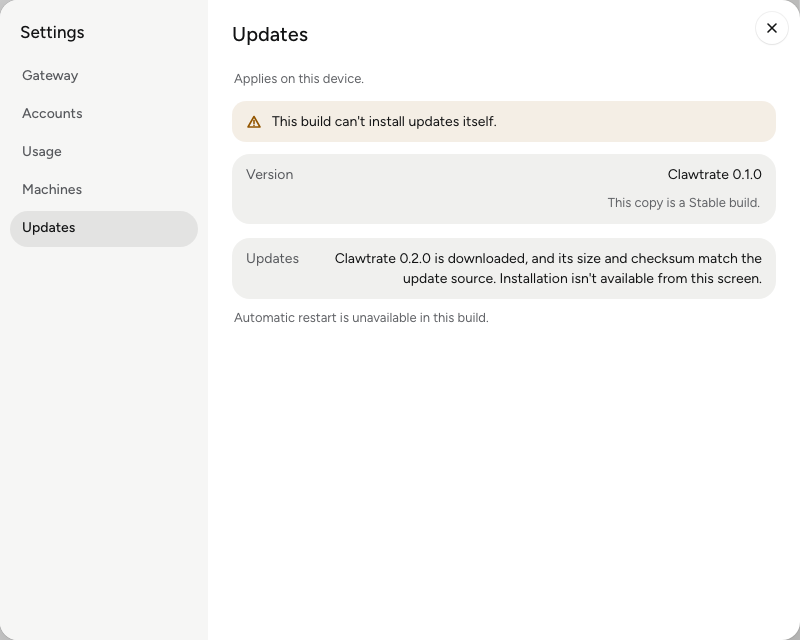 Settings
Gateway
Accounts
Usage
Machines
Updates
Updates
Applies on this device.
This build can't install updates itself.
Version
Clawtrate 0.1.0
This copy is a Stable build.
Updates
Clawtrate 0.2.0 is downloaded, and its size and checksum match the
update source. Installation isn't available from this screen.
Automatic restart is unavailable in this build.